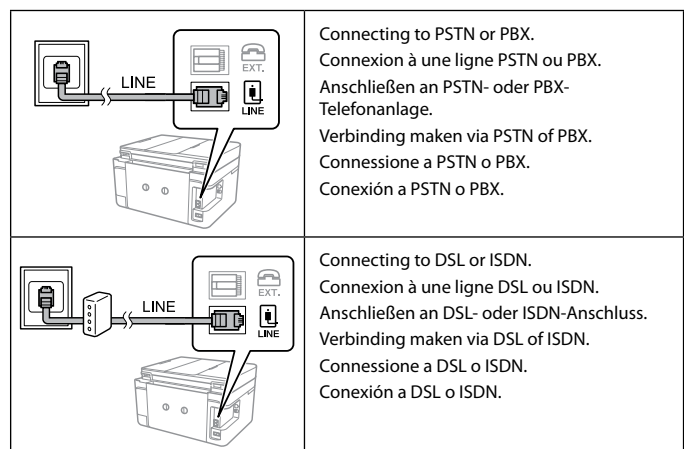 EXT.
LINE
LINE
Connecting to PSTN or PBX.
Connexion à une ligne PSTN ou PBX.
Anschließen an PSTN- oder PBX-
Telefonanlage.
Verbinding maken via PSTN of PBX.
Connessione a PSTN o PBX.
Conexión a PSTN o PBX.
EXT.
LINE
LINE
Connecting to DSL or ISDN.
Connexion à une ligne DSL ou ISDN.
Anschließen an DSL- oder ISDN-Anschluss.
Verbinding maken via DSL of ISDN.
Connessione a DSL o ISDN.
Conexión a DSL o ISDN.